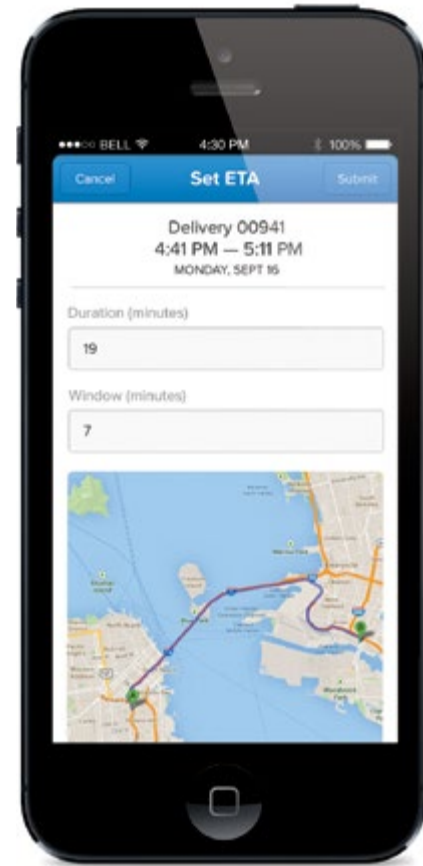 BELL 4:30 PM 100%
Cancel Set ETA Submit
Delivery 00941
4:41 PM — 5:11 PM
MONDAY, SEPT 16
Duration (minutes)
19
Window (minutes)
7